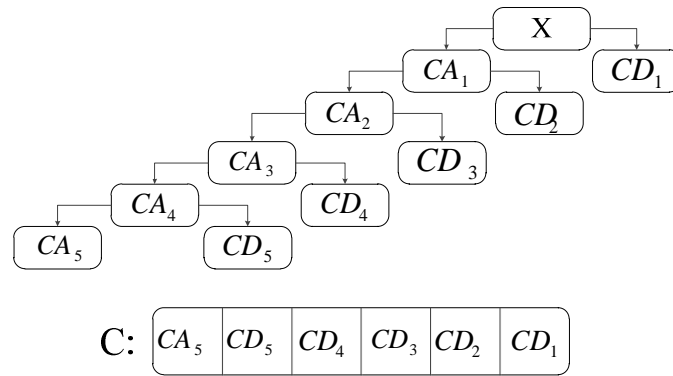 X
CA₁ CD₁
CA₂ CD₂
CA₃ CD₃
CA₄ CD₄
CA₅ CD₅
C: CA₅ CD₅ CD₄ CD₃ CD₂ CD₁